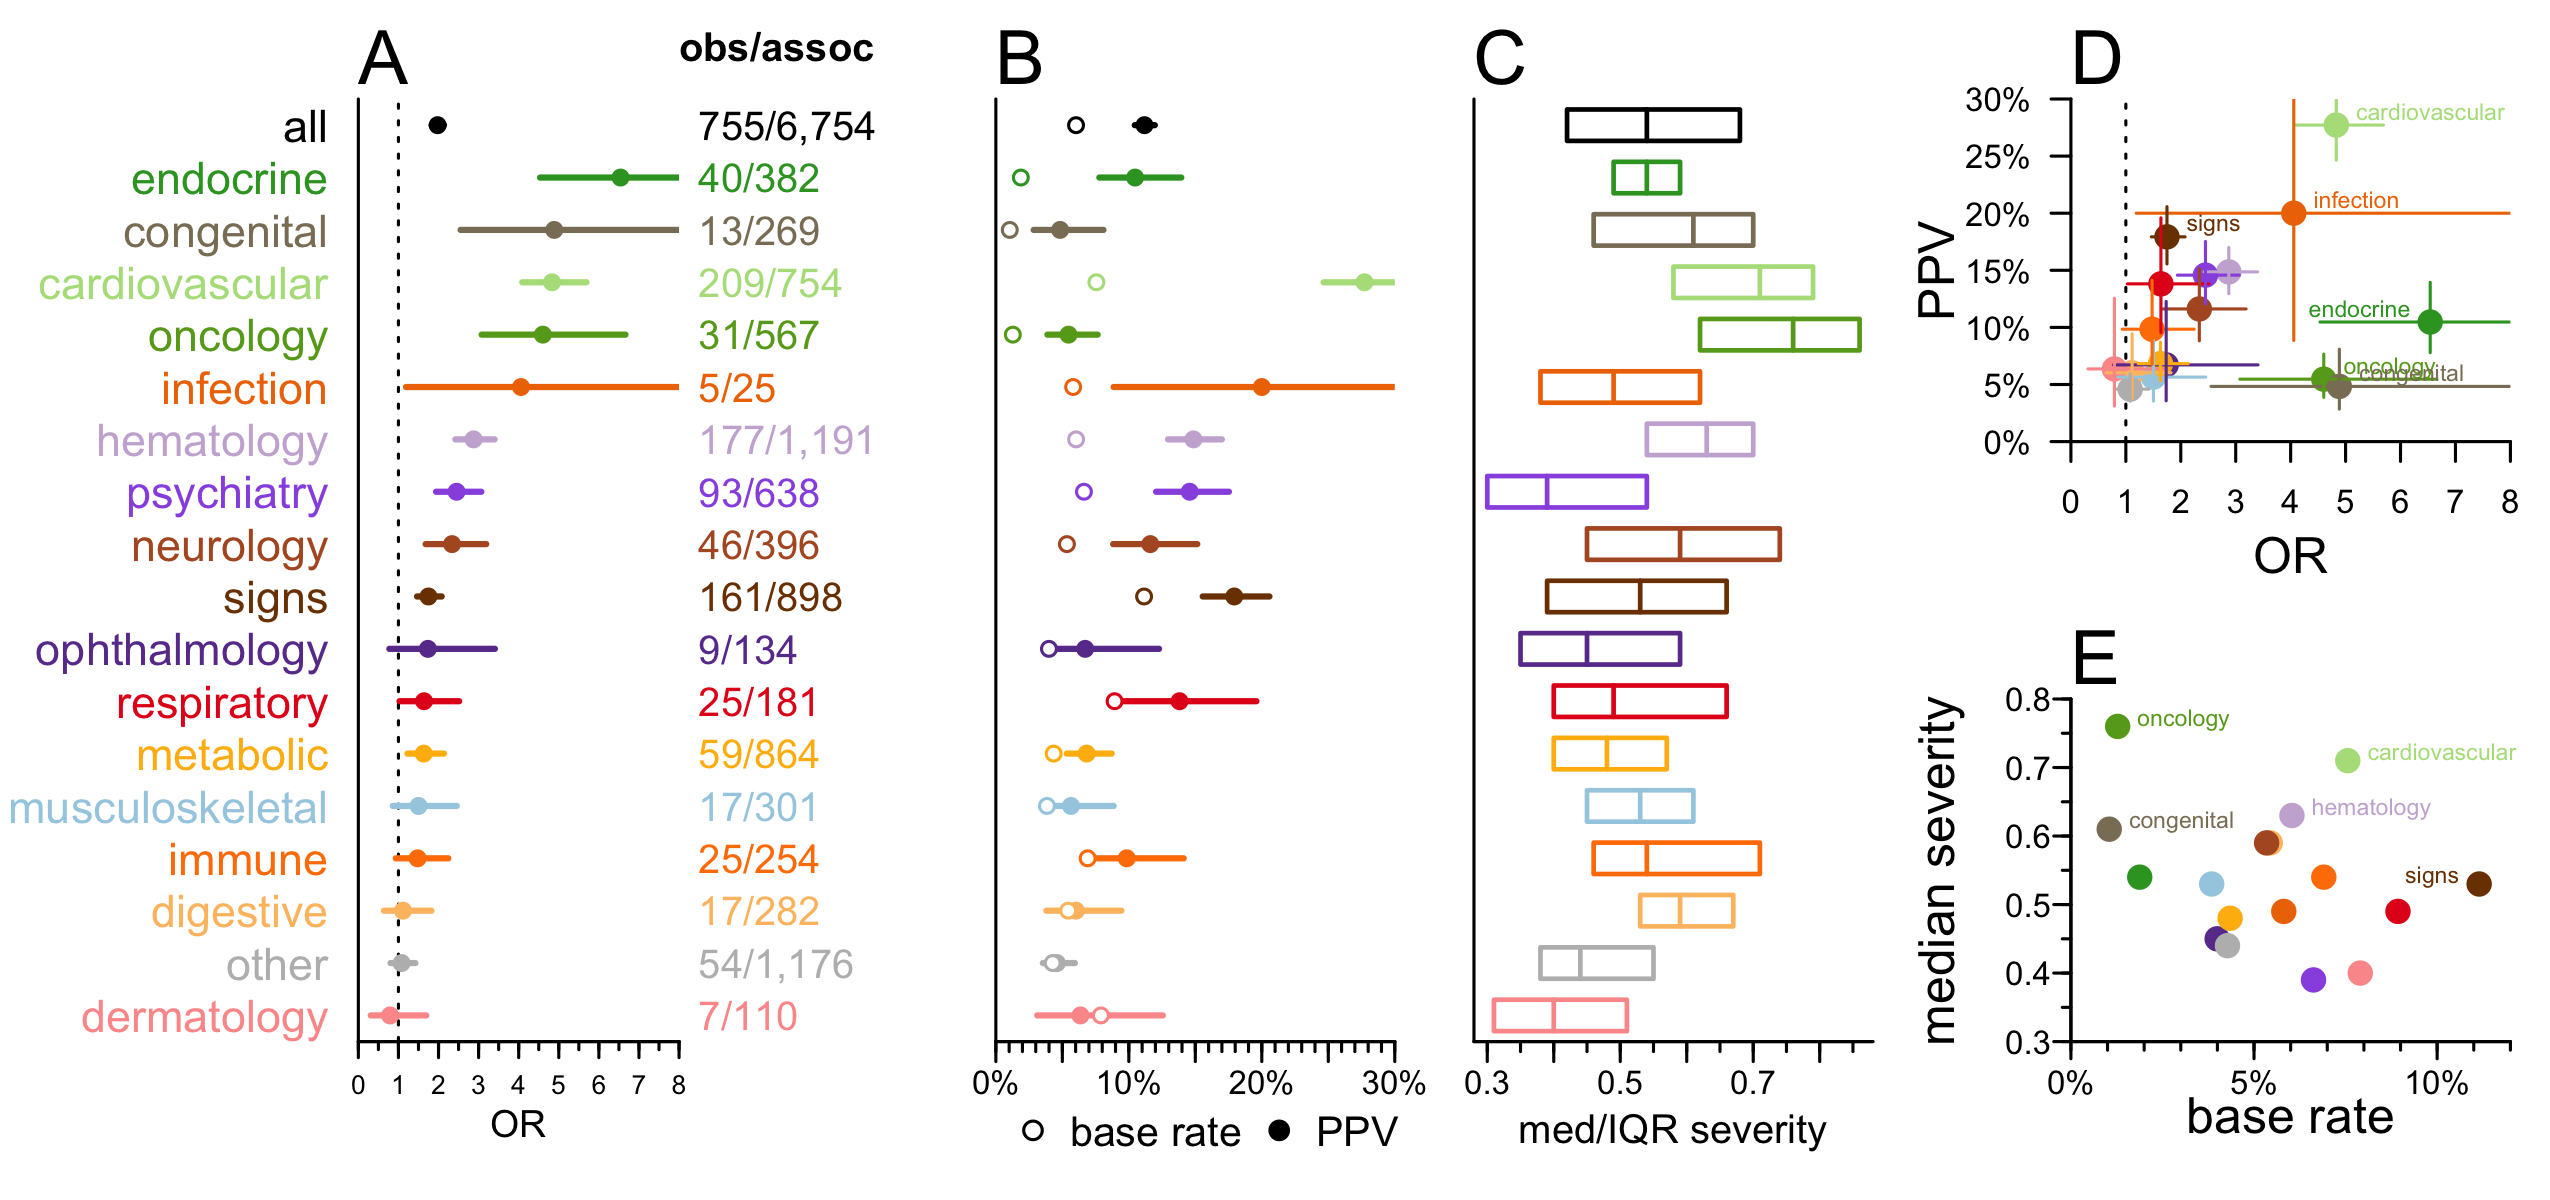 A
obs/assoc
all 755/6,754
endocrine 40/382
congenital 13/269
cardiovascular 209/754
oncology 31/567
infection 5/25
hematology 177/1,191
psychiatry 93/638
neurology 46/396
signs 161/898
ophthalmology 9/134
respiratory 25/181
metabolic 59/864
musculoskeletal 17/301
immune 25/254
digestive 17/282
other 54/1,176
dermatology 7/110
0 1 2 3 4 5 6 7 8
OR
B
0% 10% 20% 30%
base rate PPV
C
0.3 0.5 0.7
med/IQR severity
D
30%
25%
20%
15%
10%
5%
0%
PPV
cardiovascular
infection
signs
endocrine
oncology
congenital
0 1 2 3 4 5 6 7 8
OR
E
0.8
0.7
0.6
0.5
0.4
0.3
median severity
oncology
cardiovascular
hematology
congenital
signs
0% 5% 10%
base rate